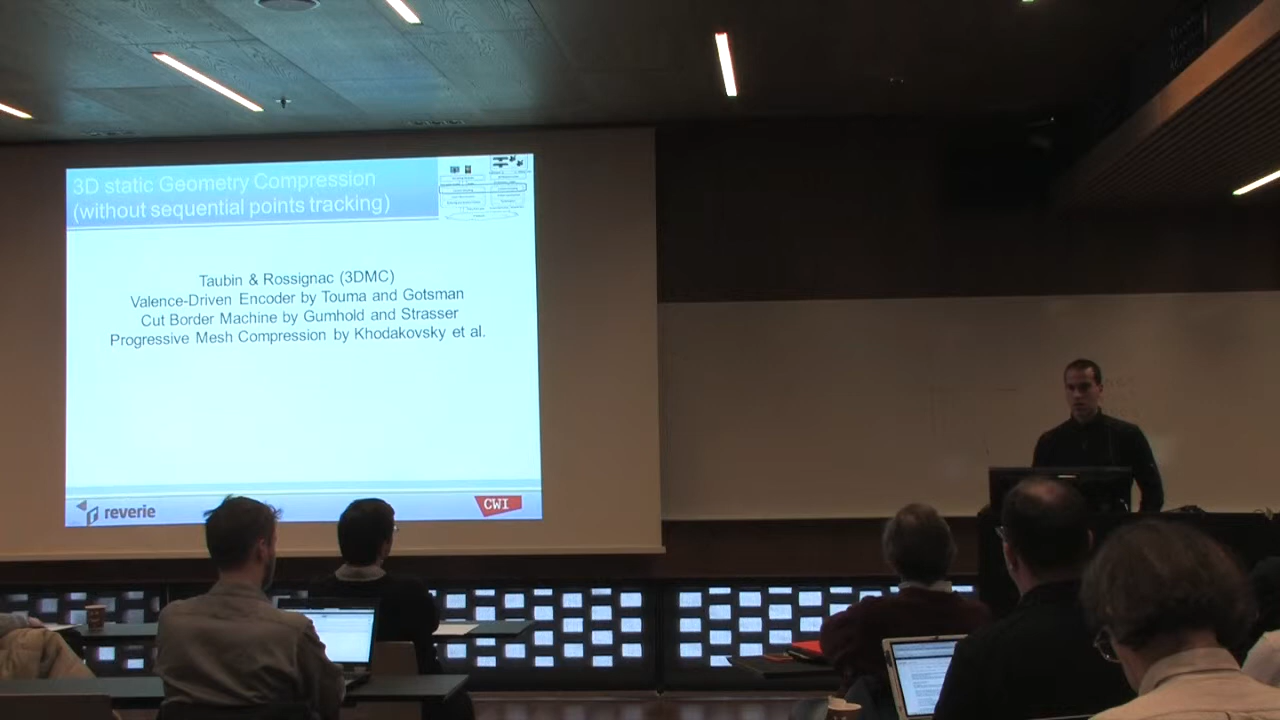 3D static Geometry Compression
(without sequential points tracking)
Taubin & Rossignac (3DMC)
Valence-Driven Encoder by Touma and Gotsman
Cut Border Machine by Gumhold and Strasser
Progressive Mesh Compression by Khodakovsky et al.
reverie
CWI